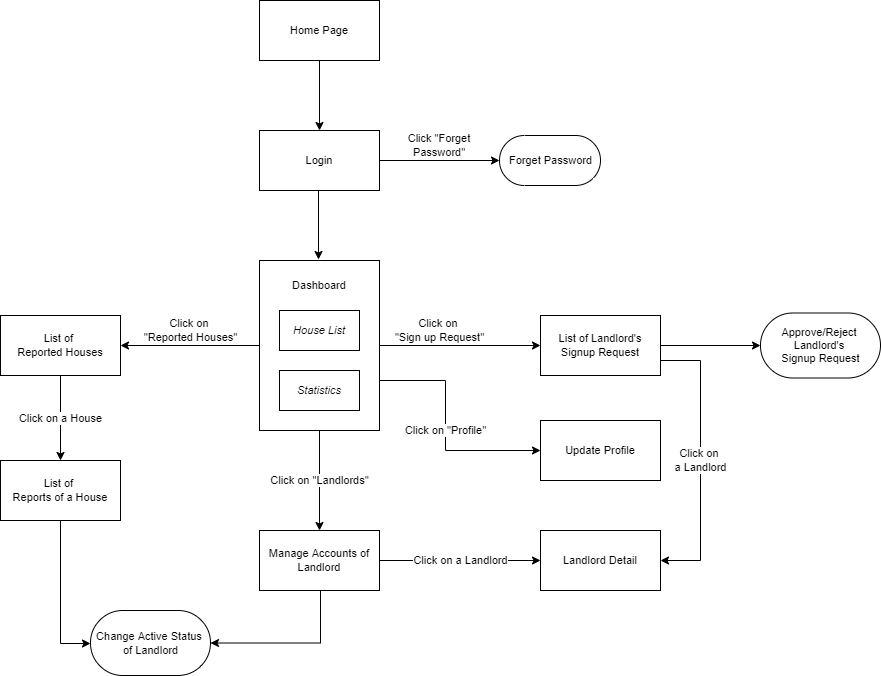 Home Page
Login
Click "Forget
Password"
Forget Password
Dashboard
House List
Statistics
Click on
"Reported Houses"
List of
Reported Houses
Click on
"Sign up Request"
List of Landlord's
Signup Request
Approve/Reject
Landlord's
Signup Request
Click on a House
Click on "Profile"
Update Profile
Click on
a Landlord
List of
Reports of a House
Click on "Landlords"
Manage Accounts of
Landlord
Click on a Landlord
Landlord Detail
Change Active Status
of Landlord